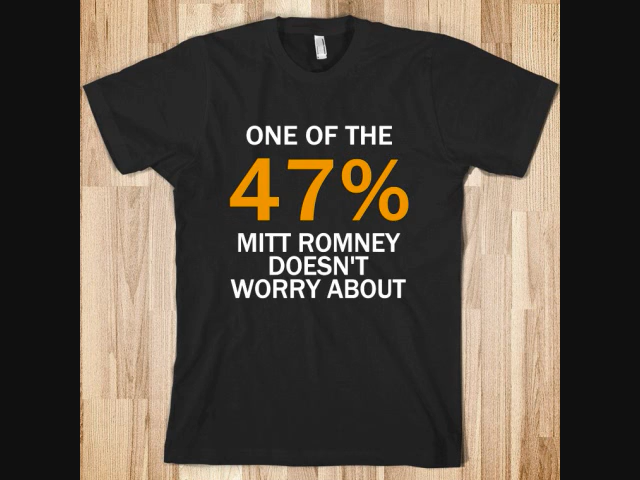 ONE OF THE
47%
MITT ROMNEY
DOESN'T
WORRY ABOUT